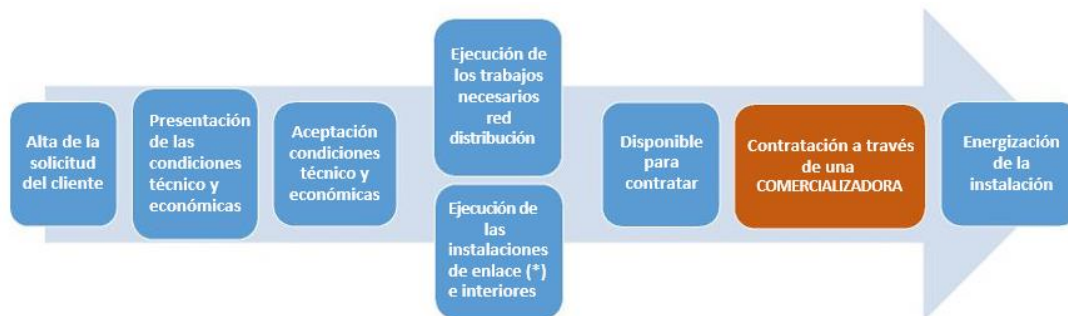 Alta de la
solicitud
del cliente
Presentación
de las
condiciones
técnico y
económicas
Aceptación
condiciones
técnico y
económicas
Ejecución de
los trabajos
necesarios
red
distribución
Ejecución de
las
instalaciones
de enlace (*)
e interiores
Disponible
para
contratar
Contratación a través
de una
COMERCIALIZADORA
Energización
de la
instalación